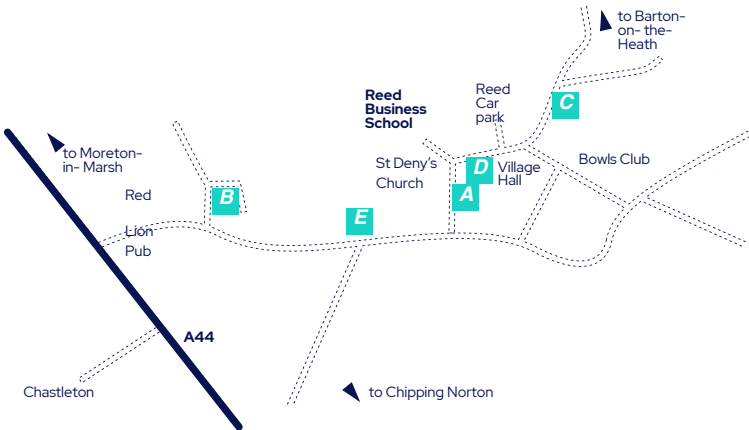 to Barton-
on- the-
Heath
Reed
Business
School
Reed
Car
park
C
to Moreton-
in- Marsh
St Deny's
Church
D
Village
Hall
Bowls Club
Red
Lion
Pub
B
A
E
A44
Chastleton
to Chipping Norton